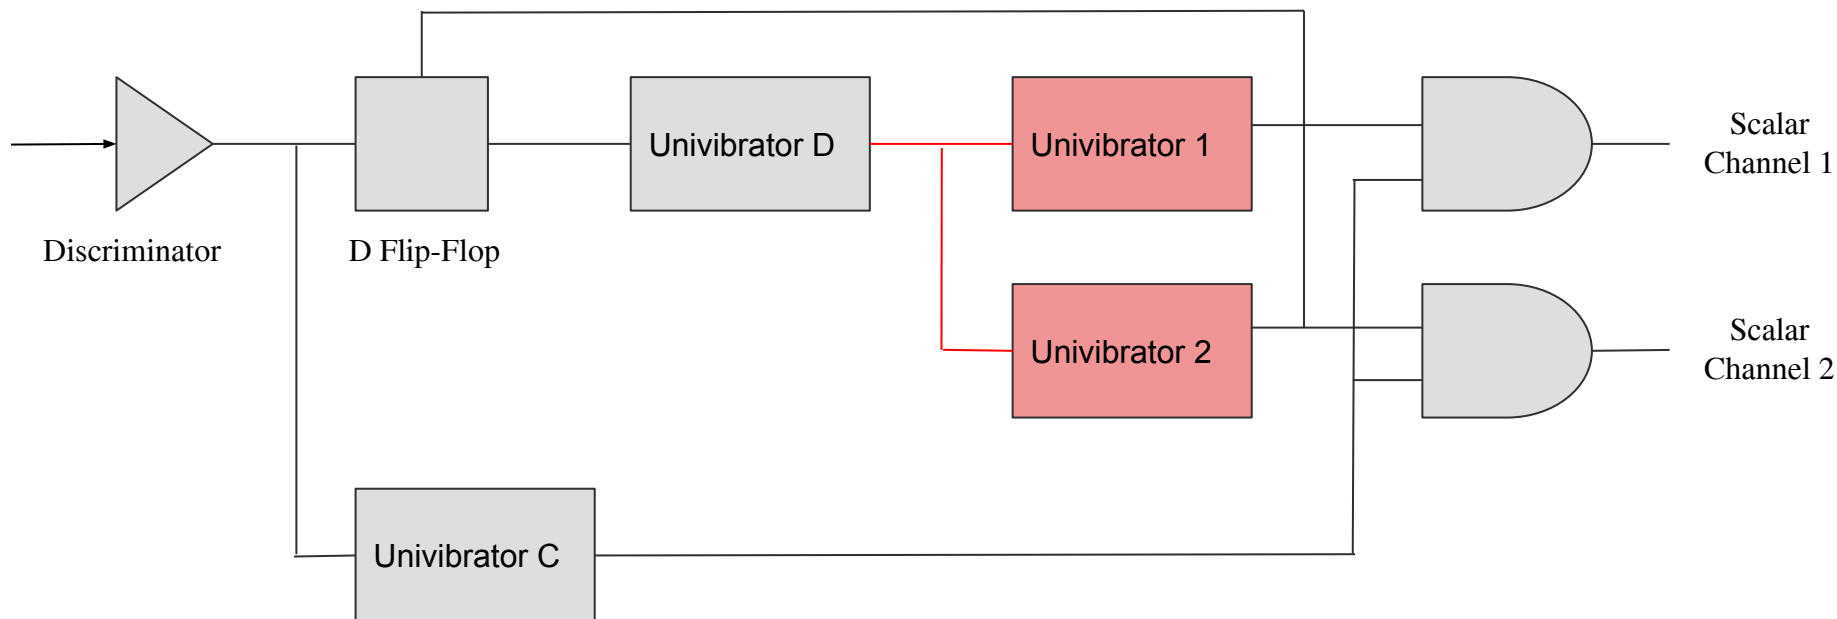 Univibrator D
Univibrator 1
Scalar
Channel 1
Discriminator
D Flip-Flop
Univibrator 2
Scalar
Channel 2
Univibrator C